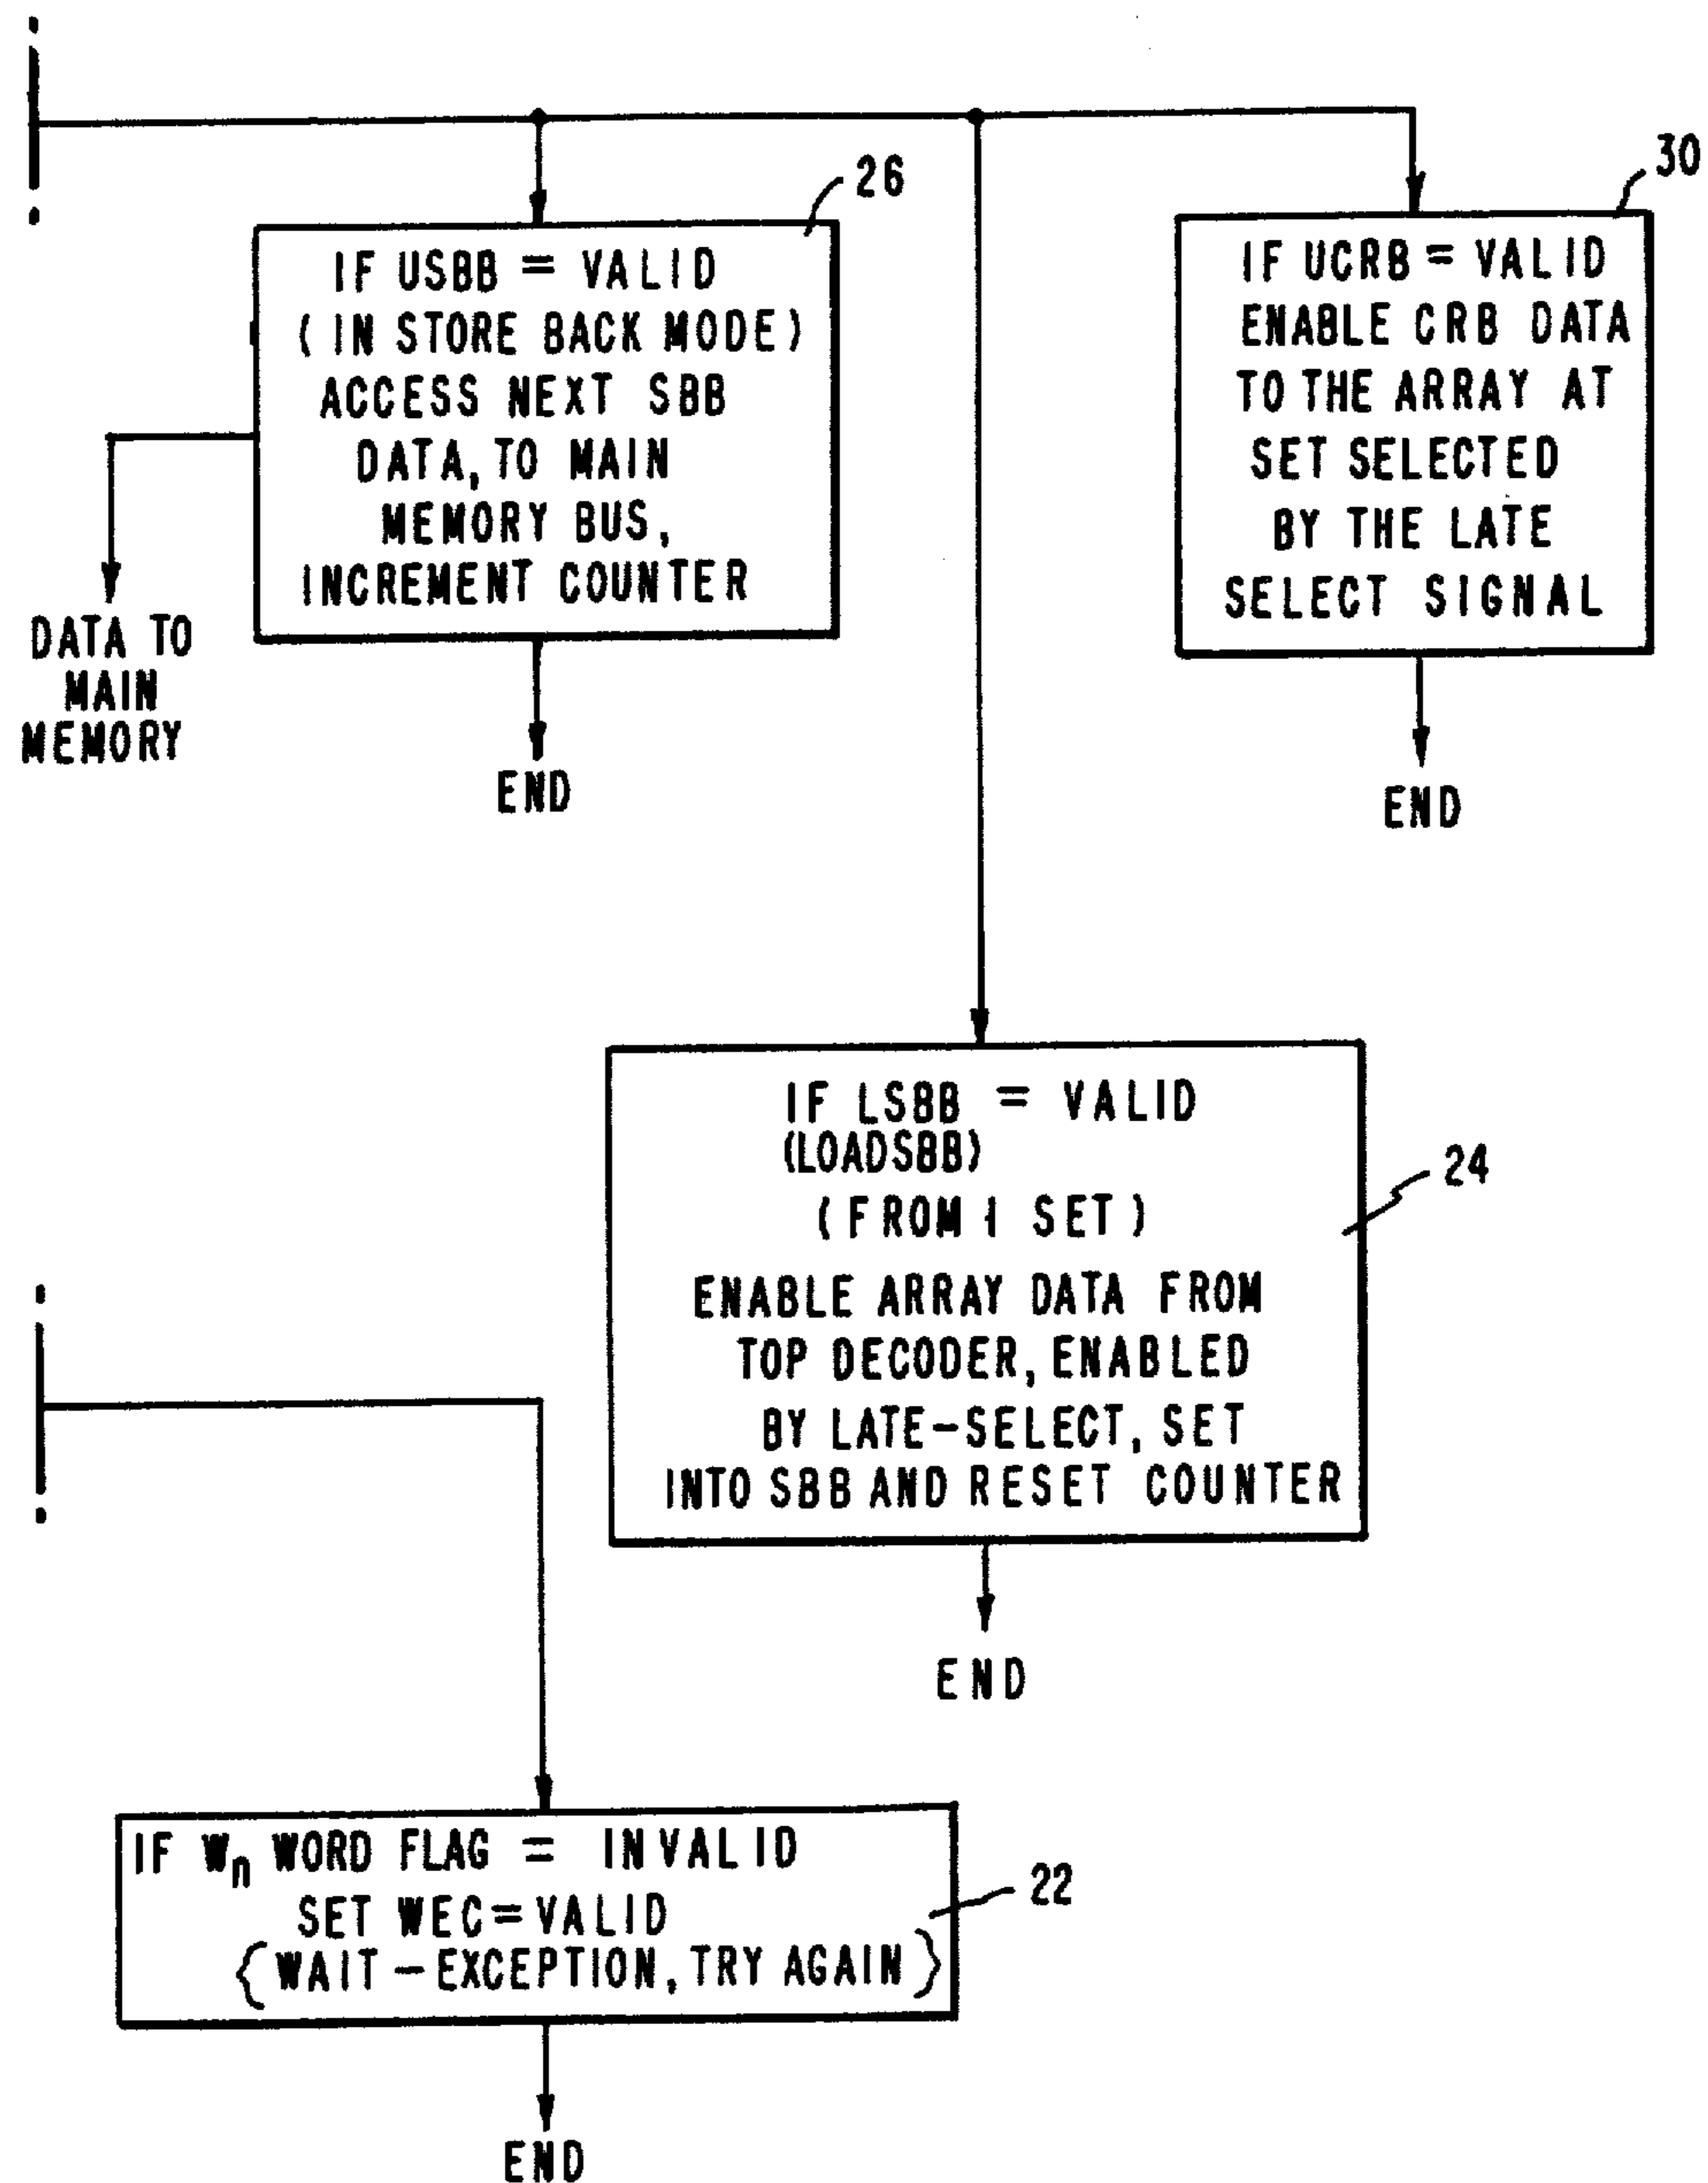 26
IF USBB = VALID
(IN STORE BACK MODE)
ACCESS NEXT SBB
DATA, TO MAIN
MEMORY BUS,
INCREMENT COUNTER
DATA TO
MAIN
MEMORY
END
30
IF UCRB = VALID
ENABLE CRB DATA
TO THE ARRAY AT
SET SELECTED
BY THE LATE
SELECT SIGNAL
END
24
IF LSBB = VALID
(LOADSBB)
(FROM 1 SET)
ENABLE ARRAY DATA FROM
TOP DECODER, ENABLED
BY LATE-SELECT, SET
INTO SBB AND RESET COUNTER
END
22
IF Wn WORD FLAG = INVALID
SET WEC=VALID
{WAIT-EXCEPTION, TRY AGAIN}
END